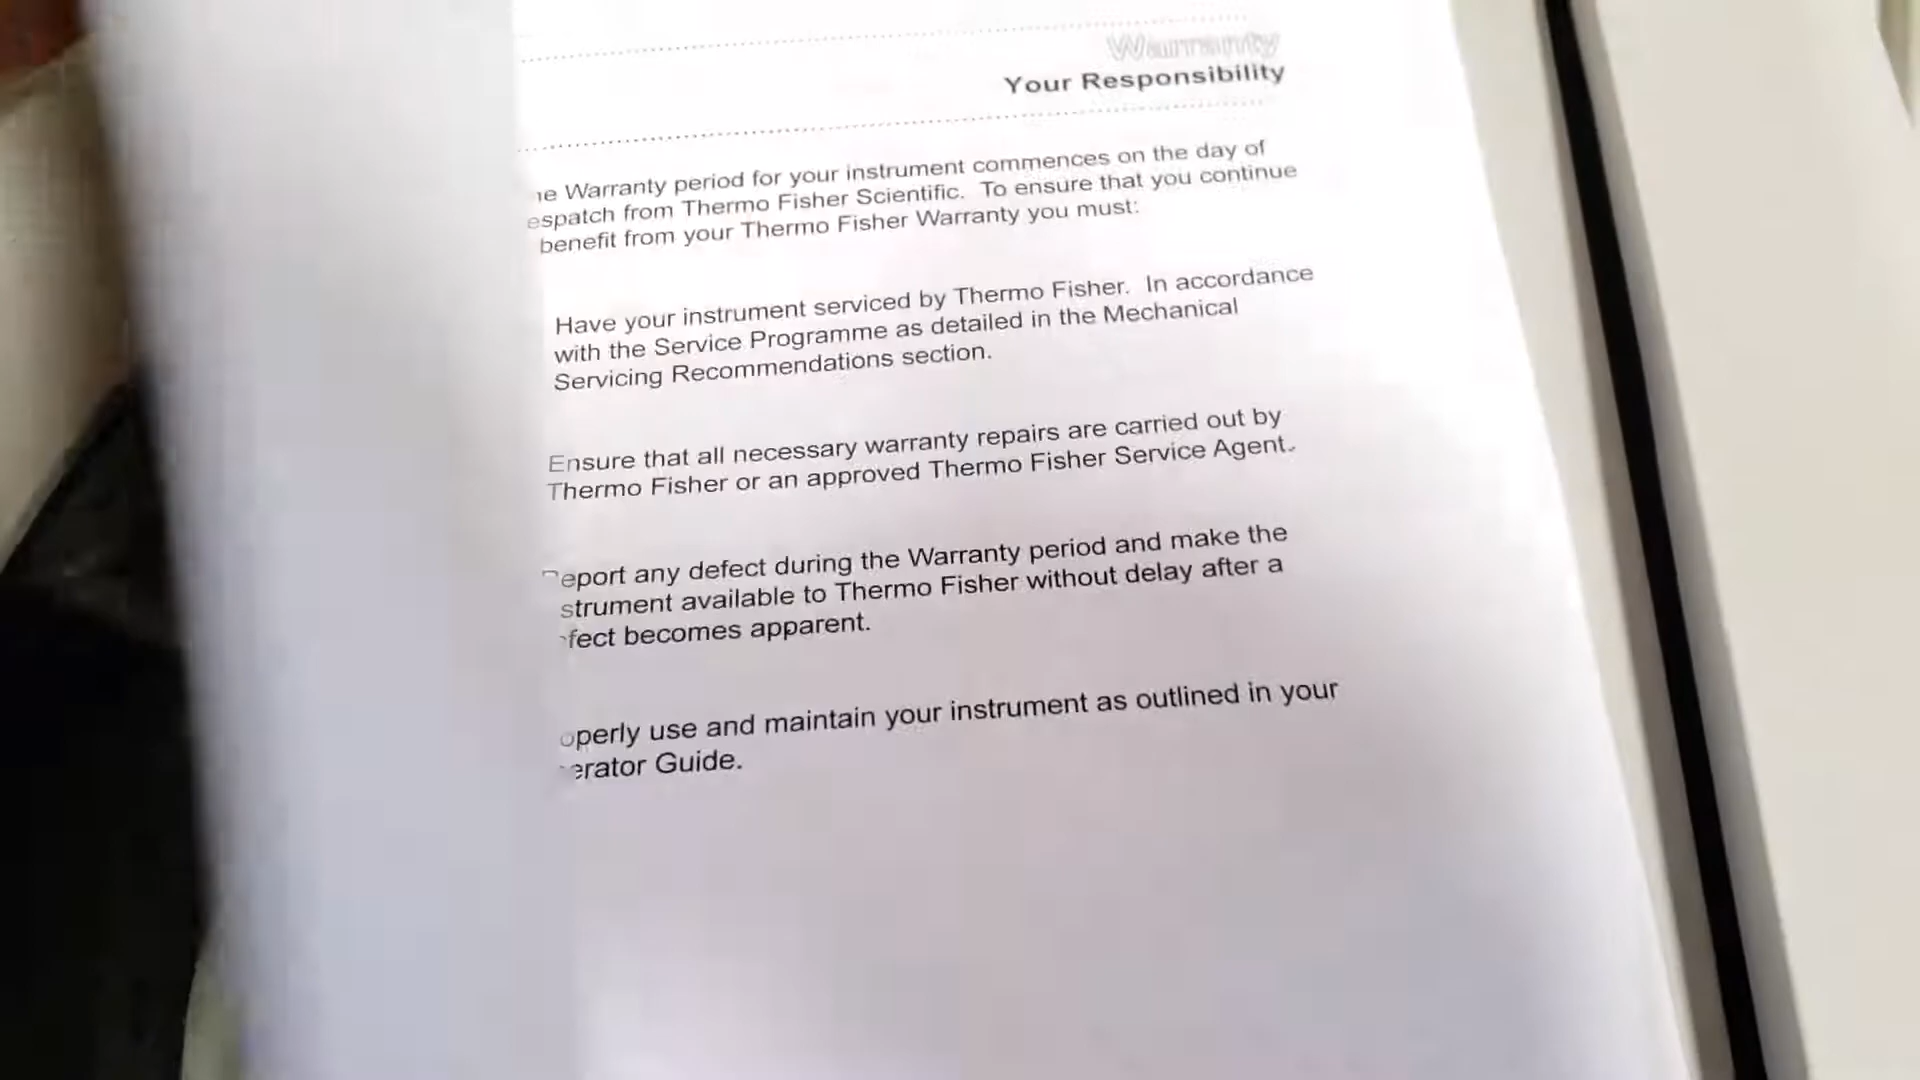 Warranty
Your Responsibility
he Warranty period for your instrument commences on the day of
espatch from Thermo Fisher Scientific. To ensure that you continue
benefit from your Thermo Fisher Warranty you must:
Have your instrument serviced by Thermo Fisher. In accordance
with the Service Programme as detailed in the Mechanical
Servicing Recommendations section.
Ensure that all necessary warranty repairs are carried out by
Thermo Fisher or an approved Thermo Fisher Service Agent.
Report any defect during the Warranty period and make the
strument available to Thermo Fisher without delay after a
fect becomes apparent.
operly use and maintain your instrument as outlined in your
erator Guide.